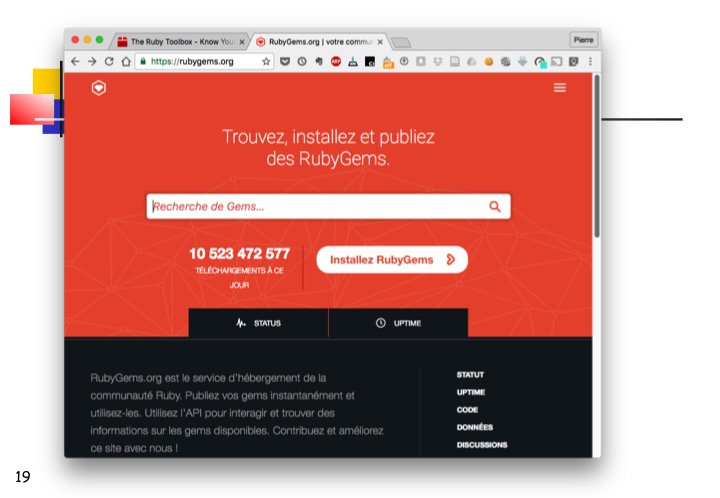 The Ruby Toolbox - Know You
RubyGems.org | votre commu
Pierre
https://rubygems.org
Trouvez, installez et publiez
des RubyGems.
Recherche de Gems...
10 523 472 577
TÉLÉCHARGEMENTS À CE
JOUR
Installez RubyGems
STATUS
UPTIME
RubyGems.org est le service d'hébergement de la
communauté Ruby. Publiez vos gems instantanément et
utilisez-les. Utilisez l'API pour interagir et trouver des
informations sur les gems disponibles. Contribuez et améliorez
ce site avec nous !
STATUT
UPTIME
CODE
DONNÉES
DISCUSSIONS
19